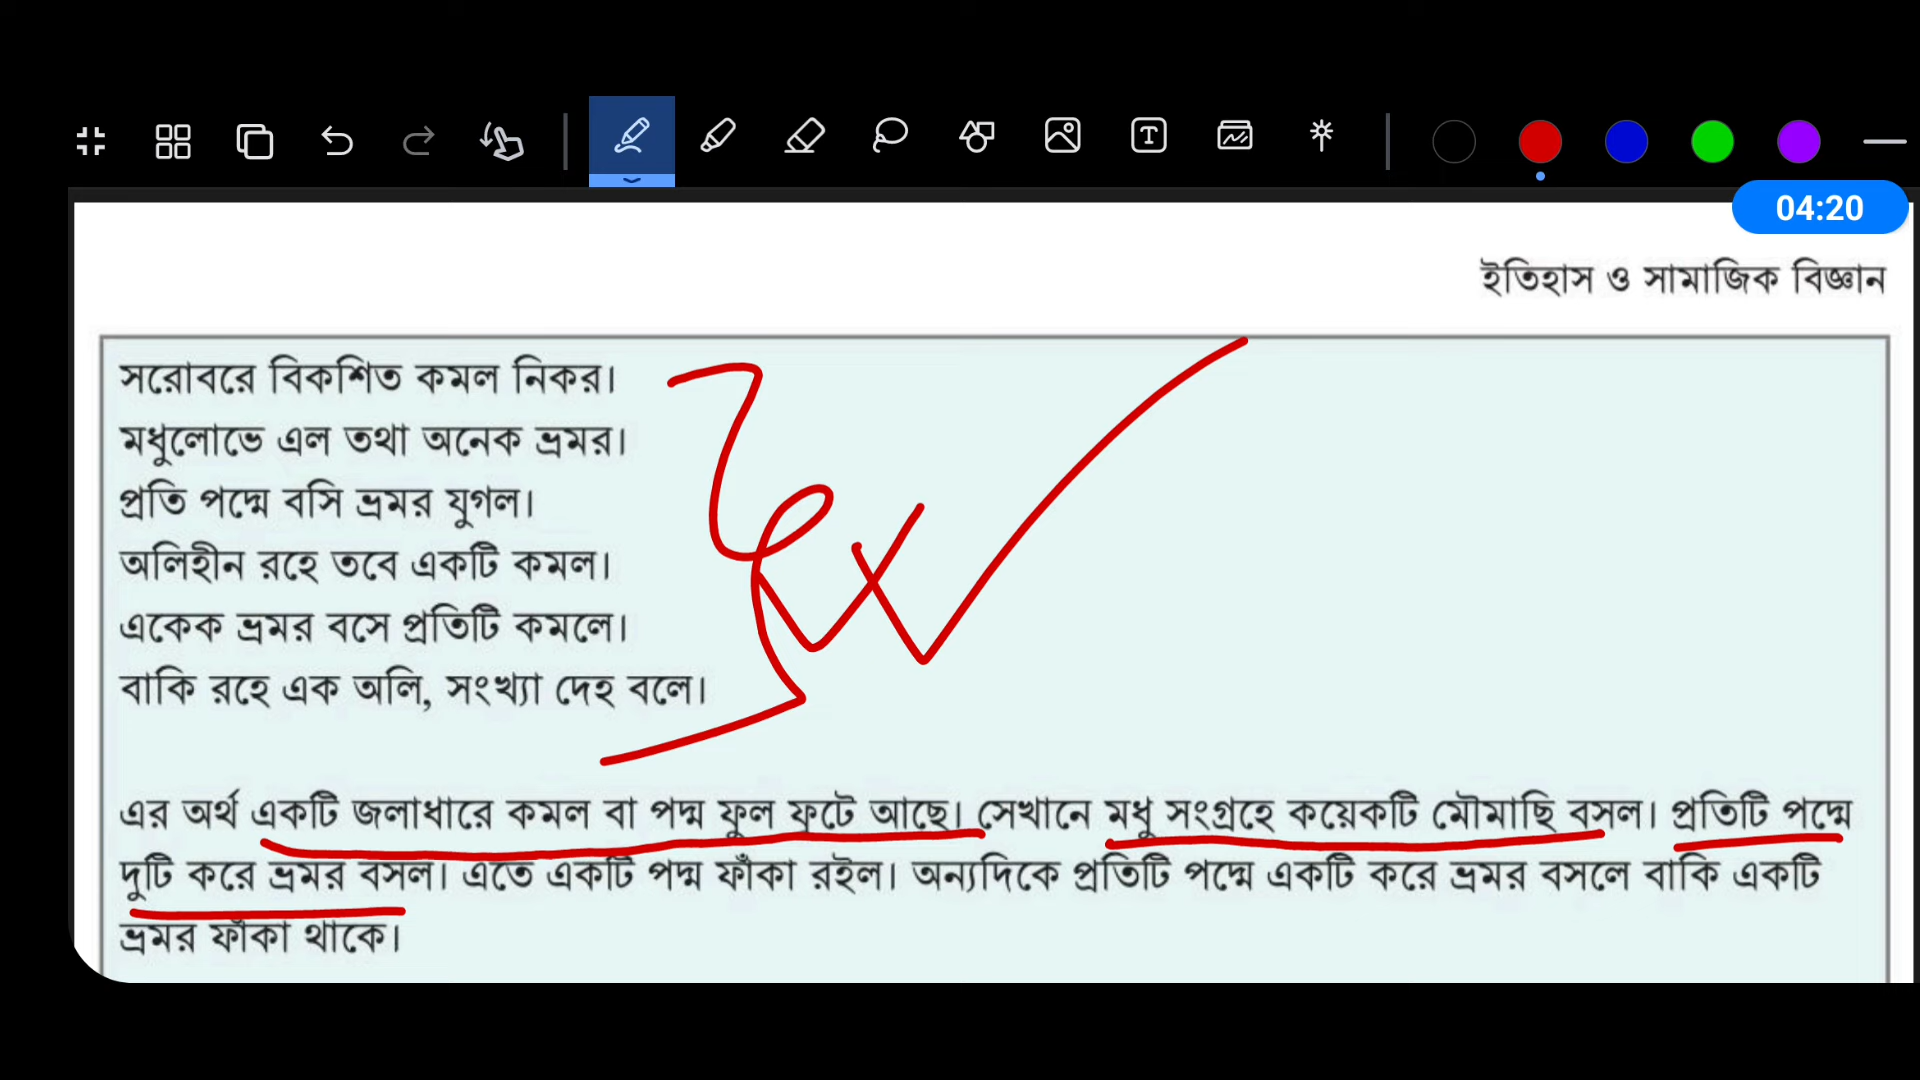 04:20
ইতিহাস ও সামাজিক বিজ্ঞান
সরোবরে বিকশিত কমল নিকর।
মধুলোভে এল তথা অনেক ভ্রমর।
প্রতি পদ্মে বসি ভ্রমর যুগল।
অলিহীন রহে তবে একটি কমল।
একেক ভ্রমর বসে প্রতিটি কমলে।
বাকি রহে এক অলি, সংখ্যা দেহ বলে।
এর অর্থ একটি জলাধারে কমল বা পদ্ম ফুল ফুটে আছে। সেখানে মধু সংগ্রহে কয়েকটি মৌমাছি বসল। প্রতিটি পদ্মে
দুটি করে ভ্রমর বসল। এতে একটি পদ্ম ফাঁকা রইল। অন্যদিকে প্রতিটি পদ্মে একটি করে ভ্রমর বসলে বাকি একটি
ভ্রমর ফাঁকা থাকে।